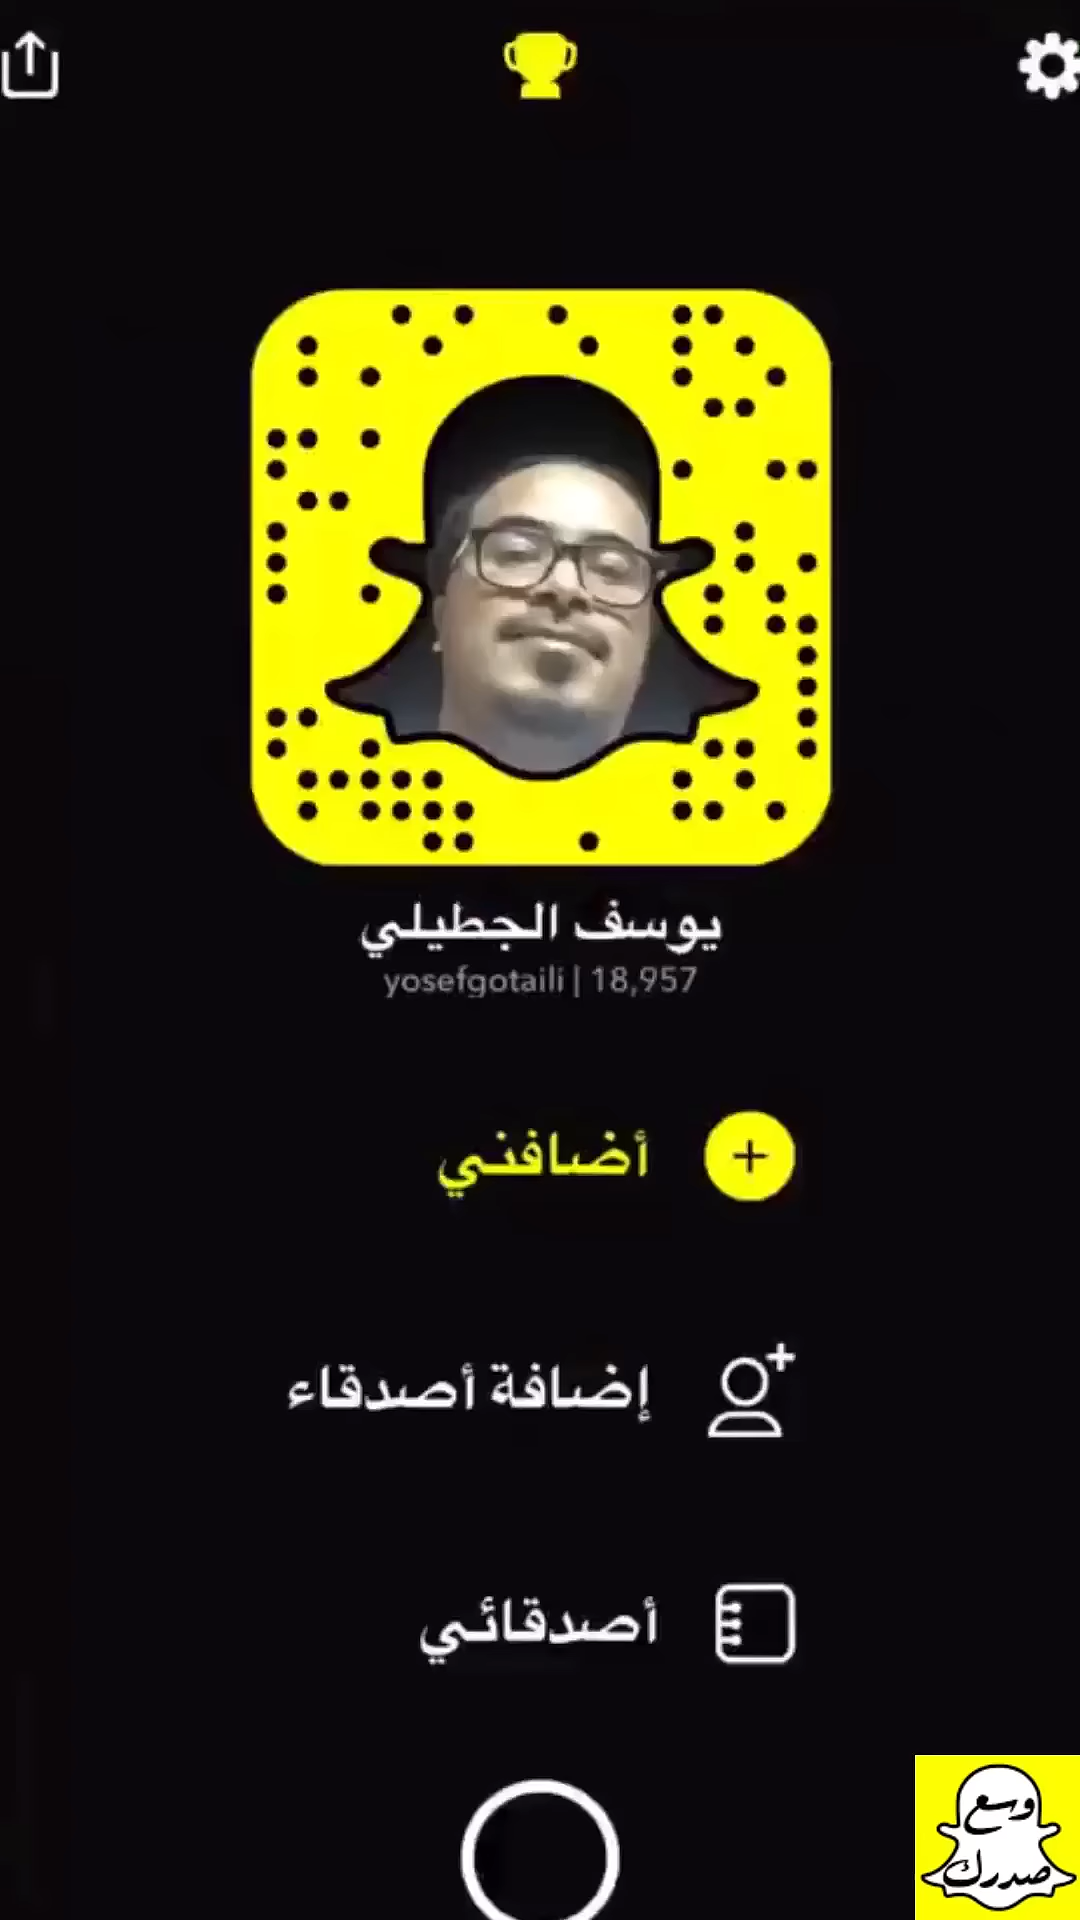 يوسف الجطيلي
yosefgotaili | 18,957
أضافني
إضافة أصدقاء
أصدقائي
وسع
صدرك